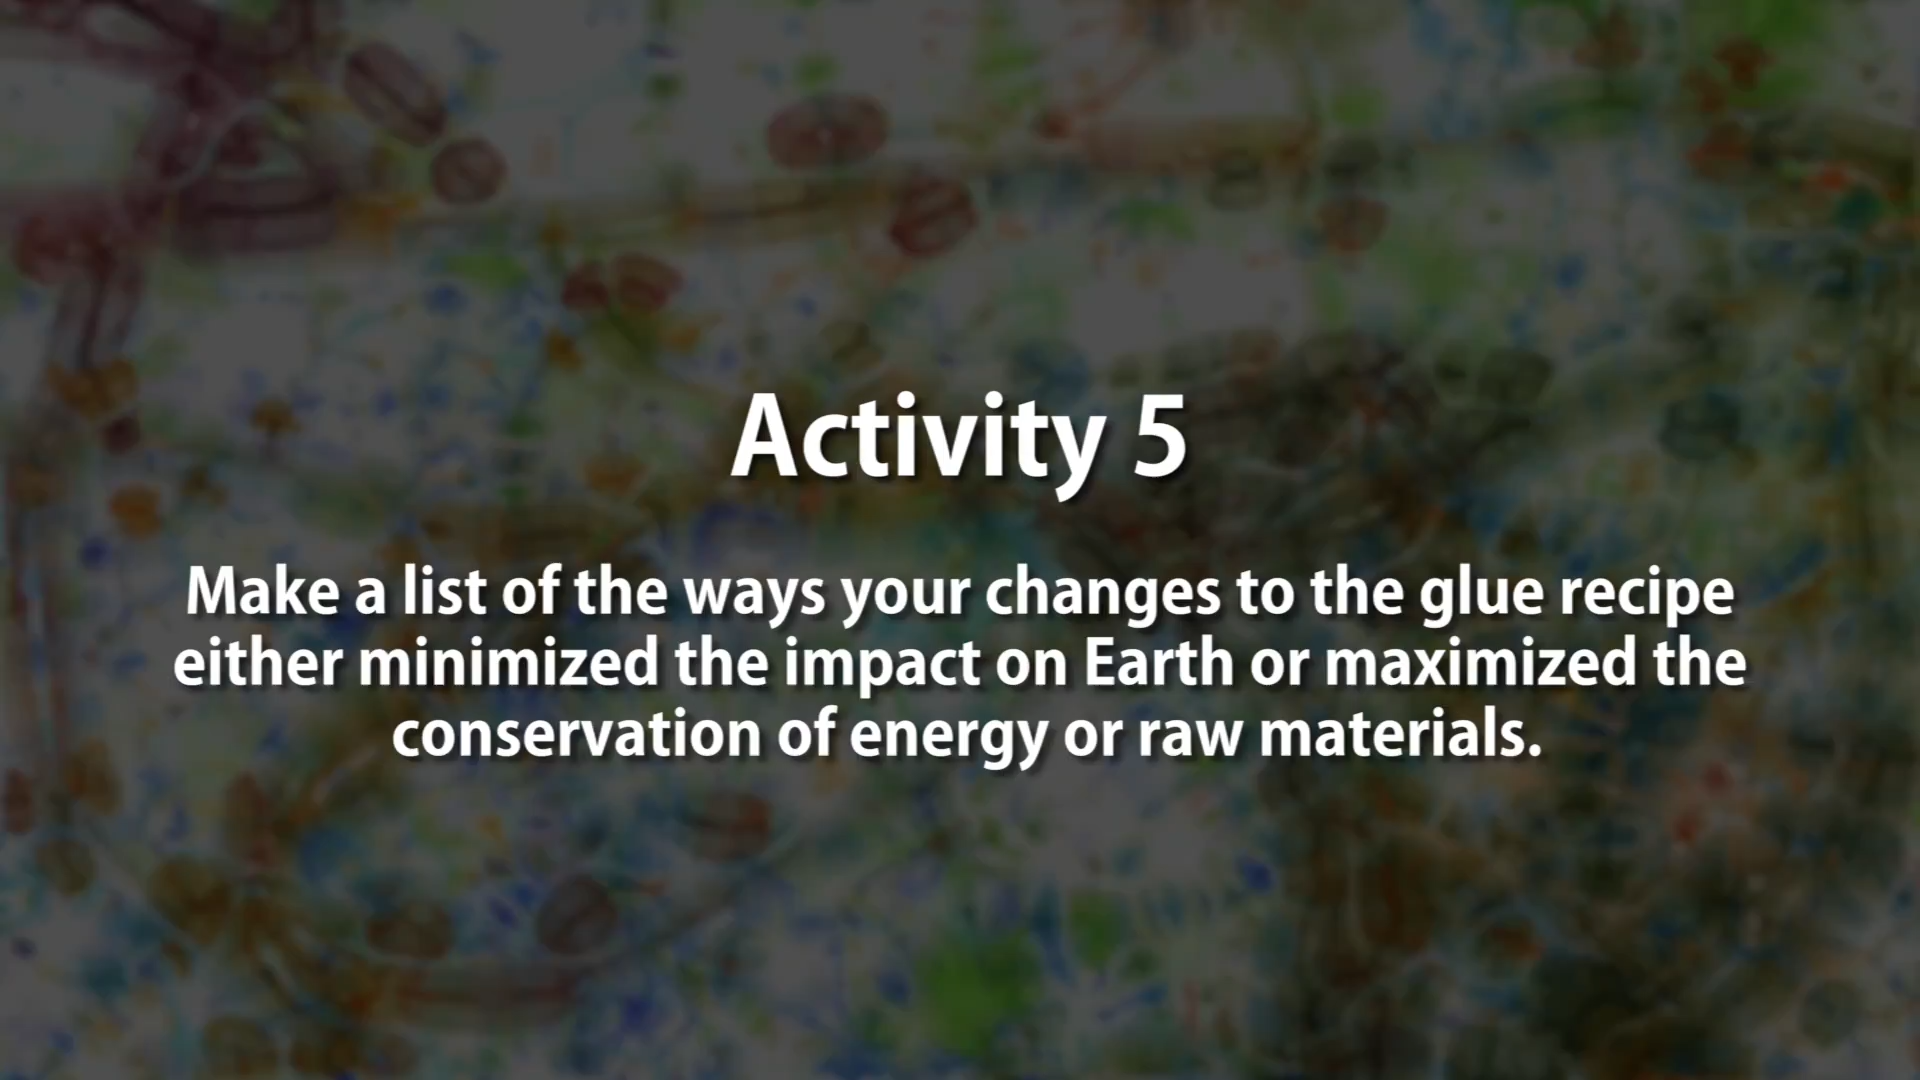 Activity 5
Make a list of the ways your changes to the glue recipe
either minimized the impact on Earth or maximized the
conservation of energy or raw materials.